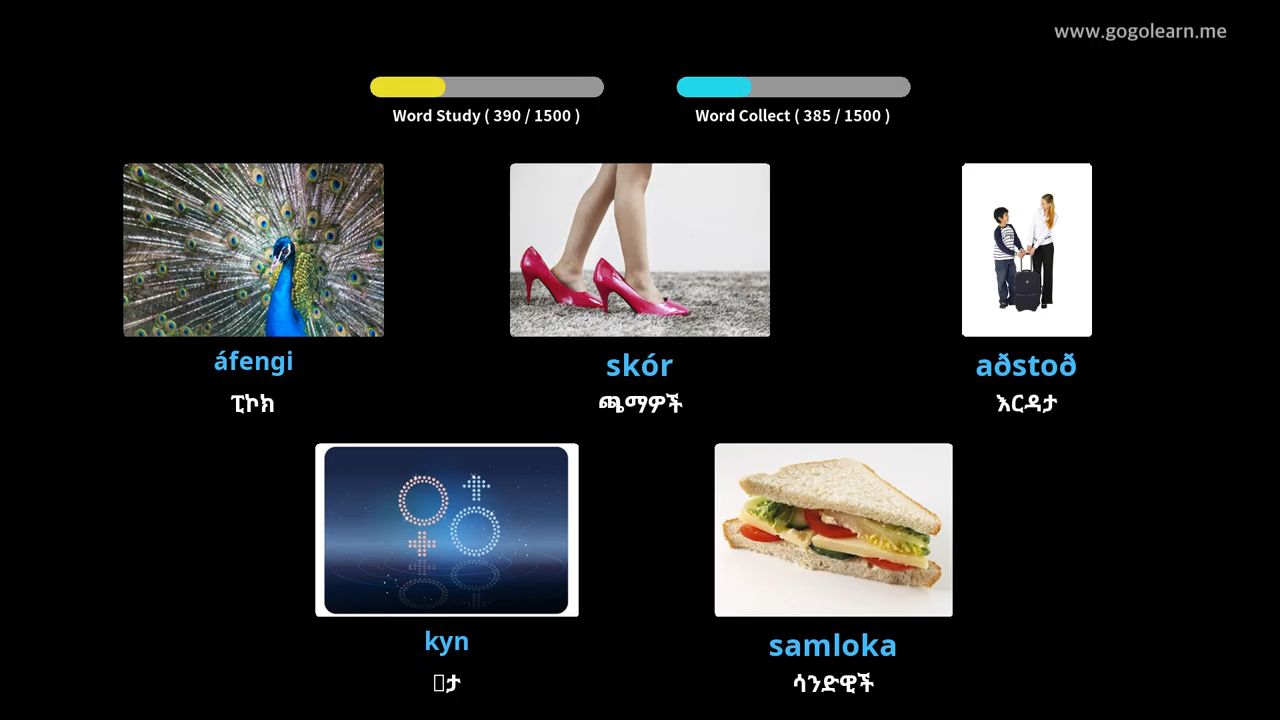 www.gogolearn.me
Word Study ( 390 / 1500 )
Word Collect ( 385 / 1500 )
áfengi
skór
aðstoð
ፒኮክ
ጫማዎች
እርዳታ
kyn
samloka
ሳንድዊች